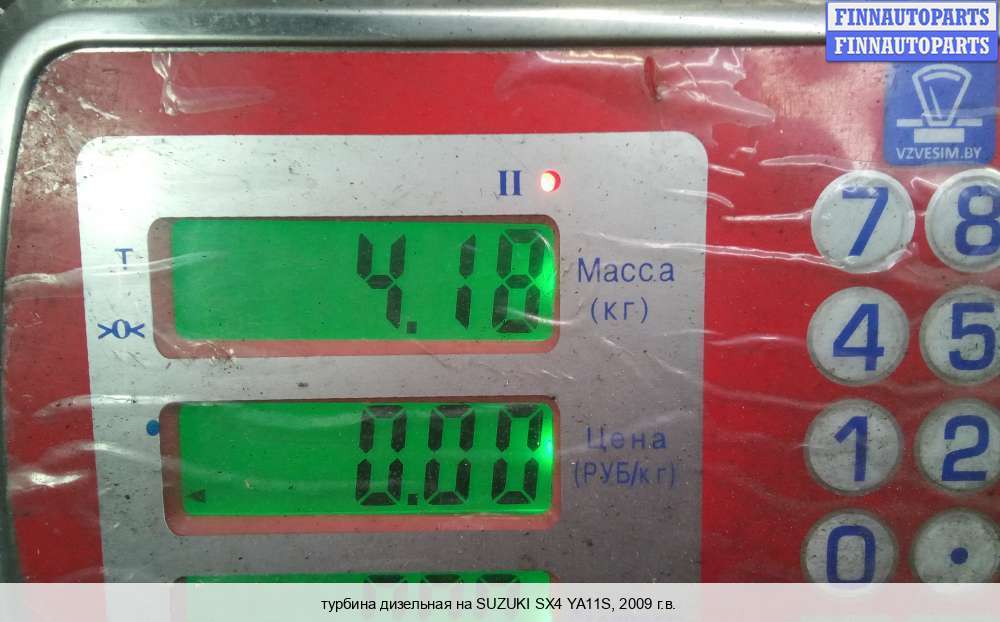 FINNAUTOPARTS
FINNAUTOPARTS
VZVESIM.BY
II
7 8
T
4.18
Масса
(кг)
>0<
4 5
0.00
Цена
(РУБ/кг)
1 2
0 .
турбина дизельная на SUZUKI SX4 YA11S, 2009 г.в.